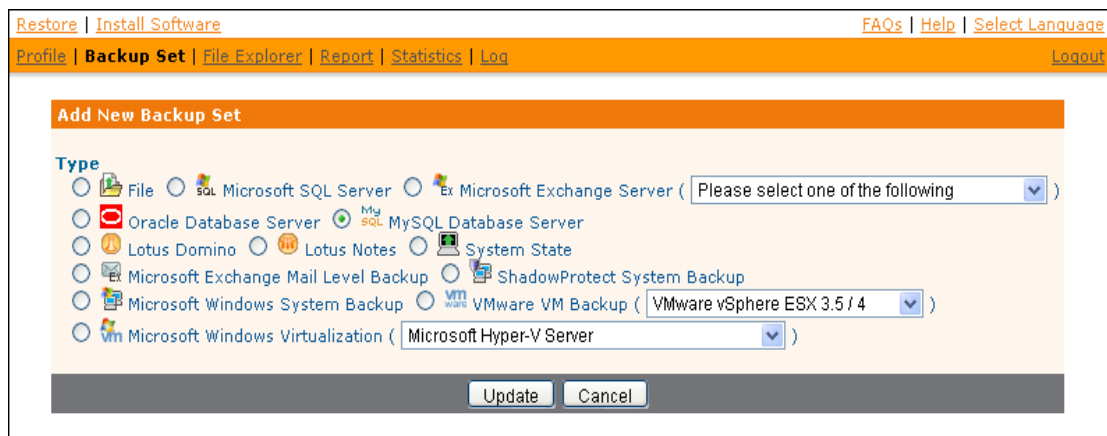 Restore | Install Software FAQs | Help | Select Language
Profile | Backup Set | File Explorer | Report | Statistics | Log Logout
Add New Backup Set
Type
File SQL Microsoft SQL Server Ex Microsoft Exchange Server ( Please select one of the following )
Oracle Database Server My SQL MySQL Database Server
Lotus Domino Lotus Notes System State
Ex Microsoft Exchange Mail Level Backup ShadowProtect System Backup
Microsoft Windows System Backup vm ware VMware VM Backup ( VMware vSphere ESX 3.5 / 4 )
vm Microsoft Windows Virtualization ( Microsoft Hyper-V Server )
Update Cancel